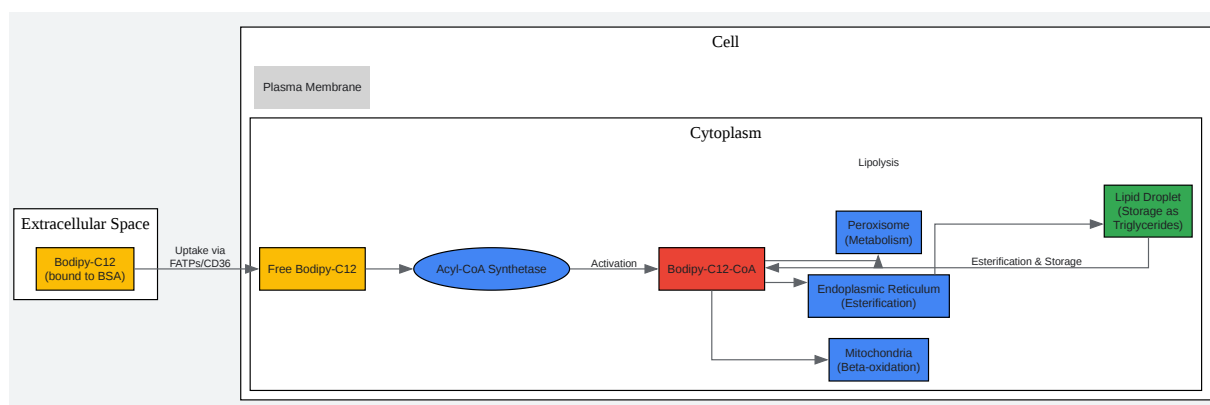 Cell
Plasma Membrane
Cytoplasm
Lipolysis
Extracellular Space
Bodipy-C12
(bound to BSA)
Uptake via
FATPs/CD36
Free Bodipy-C12
Acyl-CoA Synthetase
Activation
Bodipy-C12-CoA
Peroxisome
(Metabolism)
Endoplasmic Reticulum
(Esterification)
Mitochondria
(Beta-oxidation)
Esterification & Storage
Lipid Droplet
(Storage as
Triglycerides)